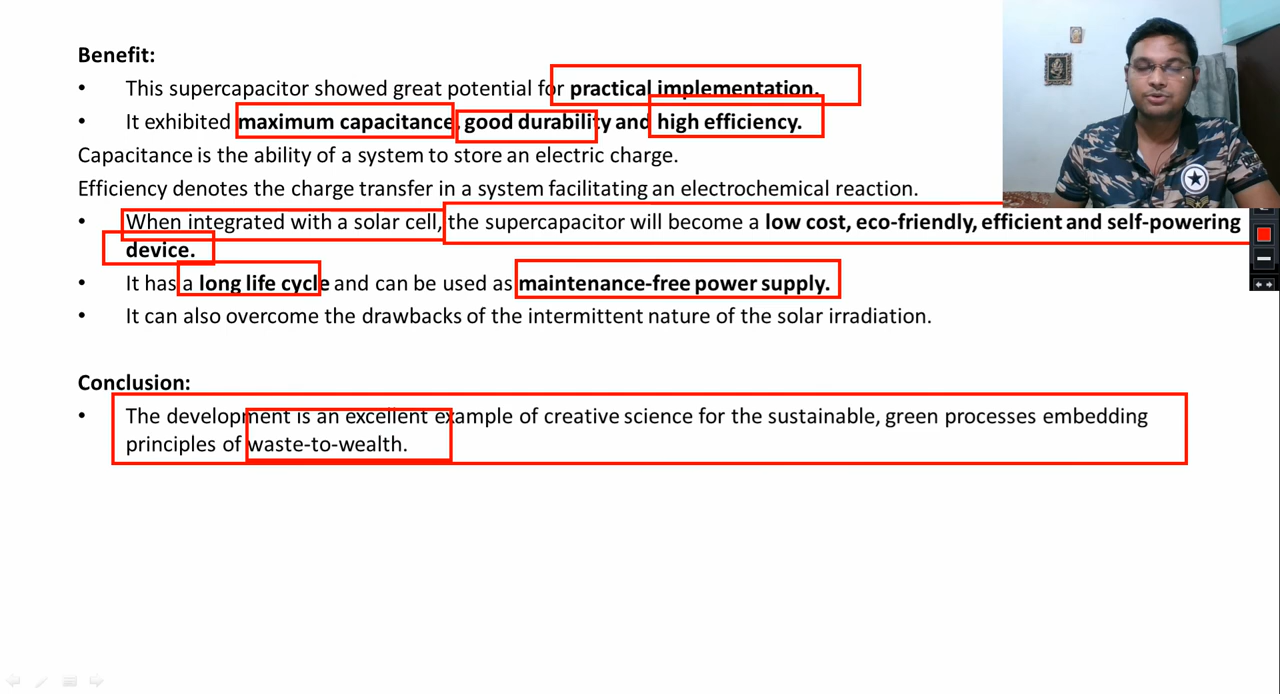 Benefit:
• This supercapacitor showed great potential for practical implementation.
• It exhibited maximum capacitance, good durability and high efficiency.
Capacitance is the ability of a system to store an electric charge.
Efficiency denotes the charge transfer in a system facilitating an electrochemical reaction.
• When integrated with a solar cell, the supercapacitor will become a low cost, eco-friendly, efficient and self-powering
device.
• It has a long life cycle and can be used as maintenance-free power supply.
• It can also overcome the drawbacks of the intermittent nature of the solar irradiation.
Conclusion:
• The development is an excellent example of creative science for the sustainable, green processes embedding
principles of waste-to-wealth.